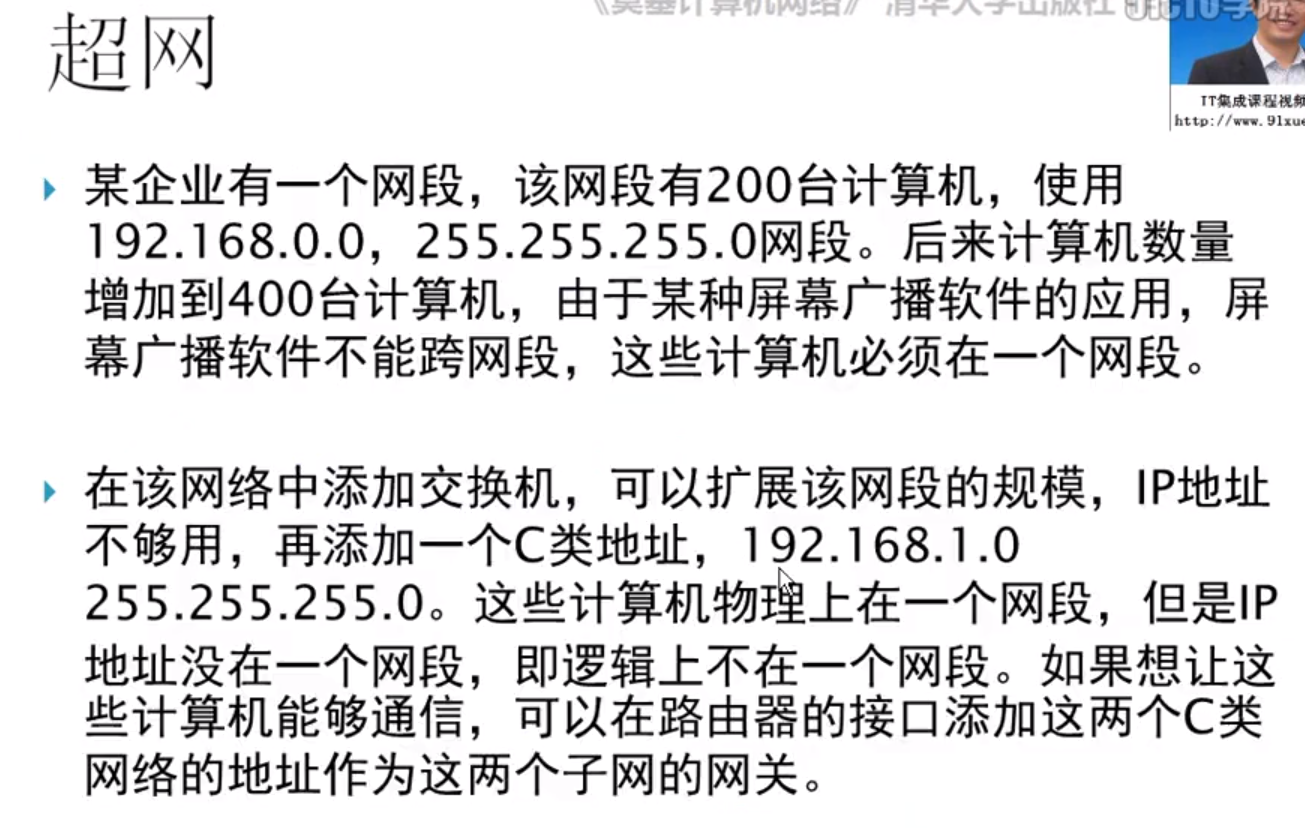 《奠基计算机网络》 清华大学出版社 51CTO学院
超网
IT集成课程视频
http://www.91xue
某企业有一个网段，该网段有200台计算机，使用
192.168.0.0，255.255.255.0网段。后来计算机数量
增加到400台计算机，由于某种屏幕广播软件的应用，屏
幕广播软件不能跨网段，这些计算机必须在一个网段。
在该网络中添加交换机，可以扩展该网段的规模，IP地址
不够用，再添加一个C类地址，192.168.1.0
255.255.255.0。这些计算机物理上在一个网段，但是IP
地址没在一个网段，即逻辑上不在一个网段。如果想让这
些计算机能够通信，可以在路由器的接口添加这两个C类
网络的地址作为这两个子网的网关。